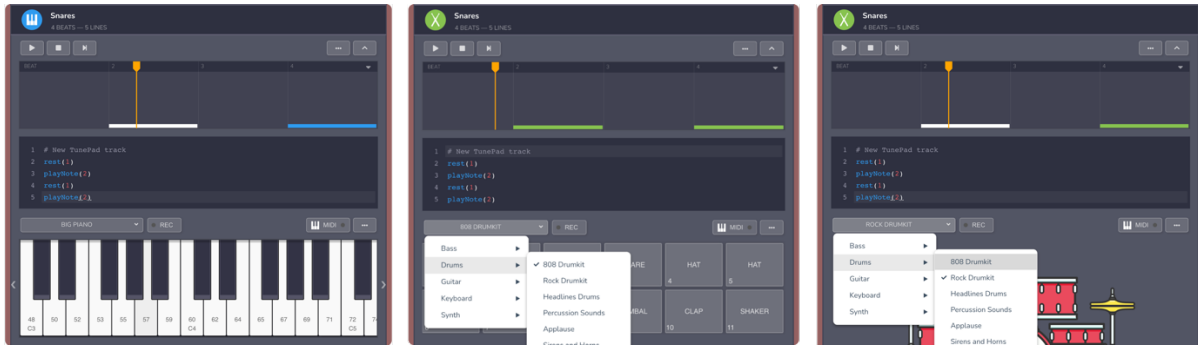 Snares
4 BEATS — 5 LINES
BEAT 2 3 4
1 # New TunePad track
2 rest(1)
3 playNote(2)
4 rest(1)
5 playNote(2)
BIG PIANO REC MIDI
48 50 52 53 55 57 59 60 62 64 65 67 69 71 72
C3 C4 C5
Snares
4 BEATS — 5 LINES
BEAT 2 3 4
1 # New TunePad track
2 rest(1)
3 playNote(2)
4 rest(1)
5 playNote(2)
808 DRUMKIT REC MIDI
Bass
Drums
Guitar
Keyboard
Synth
808 Drumkit
Rock Drumkit
Headlines Drums
Percussion Sounds
Applause
Sirens and Horns
ARE HAT HAT
4 5
MBAL CLAP SHAKER
10 11
Snares
4 BEATS — 5 LINES
BEAT 2 3 4
1 # New TunePad track
2 rest(1)
3 playNote(2)
4 rest(1)
5 playNote(2)
ROCK DRUMKIT REC MIDI
Bass
Drums
Guitar
Keyboard
Synth
808 Drumkit
Rock Drumkit
Headlines Drums
Percussion Sounds
Applause
Sirens and Horns